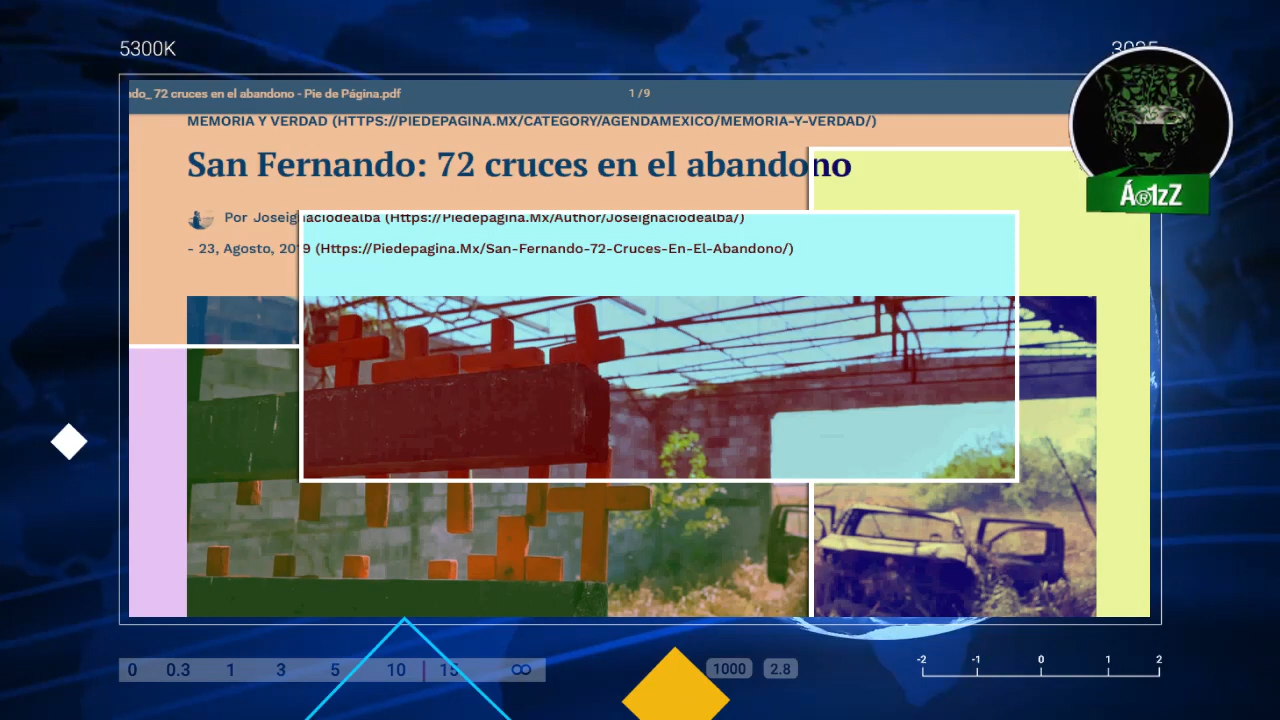 5300K
do_ 72 cruces en el abandono - Pie de Página.pdf
1 / 9
MEMORIA Y VERDAD (HTTPS://PIEDEPAGINA.MX/CATEGORY/AGENDAMEXICO/MEMORIA-Y-VERDAD/)
San Fernando: 72 cruces en el abandono
Por Joseignaciodealba (Https://Piedepagina.Mx/Author/Joseignaciodealba/)
- 23, Agosto, 2019 (Https://Piedepagina.Mx/San-Fernando-72-Cruces-En-El-Abandono/)
Á®1zZ
0 0.3 1 3 5 10 15 ∞
1000 2.8
-2 -1 0 1 2